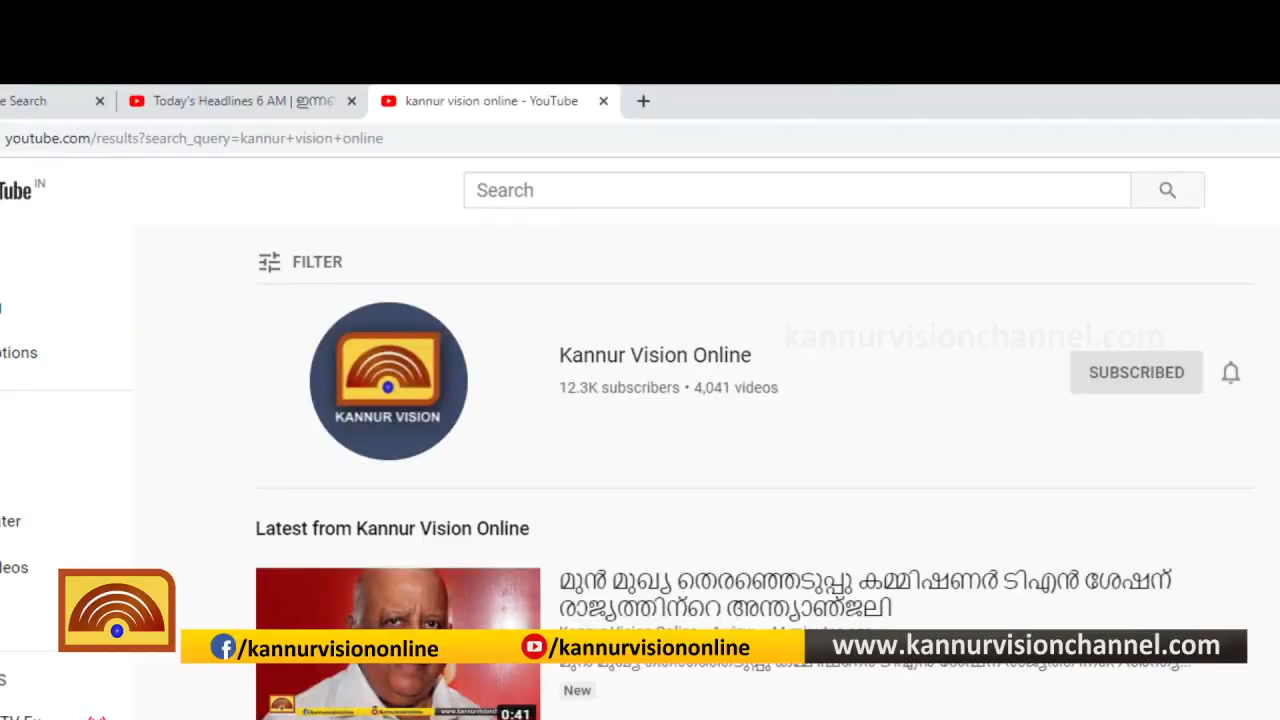 e Search
Today's Headlines 6 AM | ഇന്നത്
kannur vision online - YouTube
youtube.com/results?search_query=kannur+vision+online
Tube IN
Search
FILTER
kannurvisionchannel.com
ptions
Kannur Vision Online
12.3K subscribers • 4,041 videos
SUBSCRIBED
KANNUR VISION
ter
Latest from Kannur Vision Online
eos
മുൻ മുഖ്യ തെരഞ്ഞെടുപ്പു കമ്മിഷണർ ടിഎൻ ശേഷന്
രാജ്യത്തിന്റെ അന്ത്യാഞ്ജലി
/kannurvisiononline
/kannurvisiononline
www.kannurvisionchannel.com
S
New
0:41